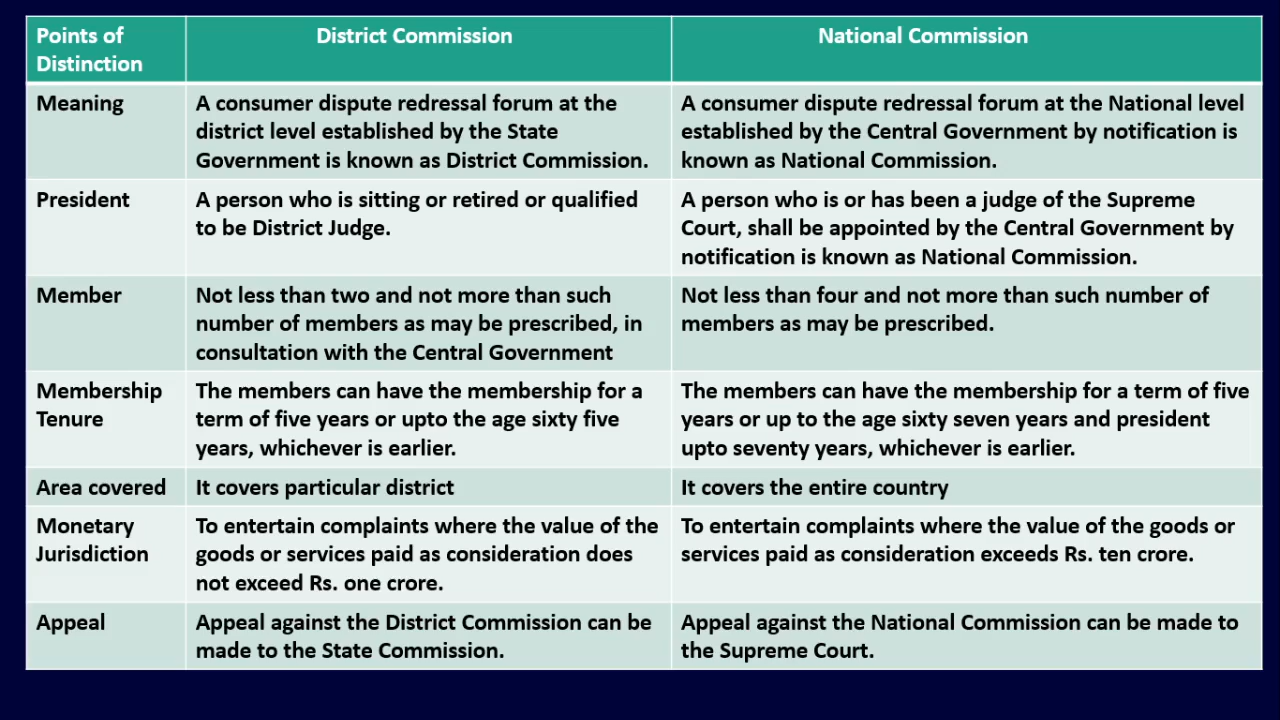 Points of
Distinction
District Commission
National Commission
Meaning
A consumer dispute redressal forum at the
district level established by the State
Government is known as District Commission.
A consumer dispute redressal forum at the National level
established by the Central Government by notification is
known as National Commission.
President
A person who is sitting or retired or qualified
to be District Judge.
A person who is or has been a judge of the Supreme
Court, shall be appointed by the Central Government by
notification is known as National Commission.
Member
Not less than two and not more than such
number of members as may be prescribed, in
consultation with the Central Government
Not less than four and not more than such number of
members as may be prescribed.
Membership
Tenure
The members can have the membership for a
term of five years or upto the age sixty five
years, whichever is earlier.
The members can have the membership for a term of five
years or up to the age sixty seven years and president
upto seventy years, whichever is earlier.
Area covered
It covers particular district
It covers the entire country
Monetary
Jurisdiction
To entertain complaints where the value of the
goods or services paid as consideration does
not exceed Rs. one crore.
To entertain complaints where the value of the goods or
services paid as consideration exceeds Rs. ten crore.
Appeal
Appeal against the District Commission can be
made to the State Commission.
Appeal against the National Commission can be made to
the Supreme Court.